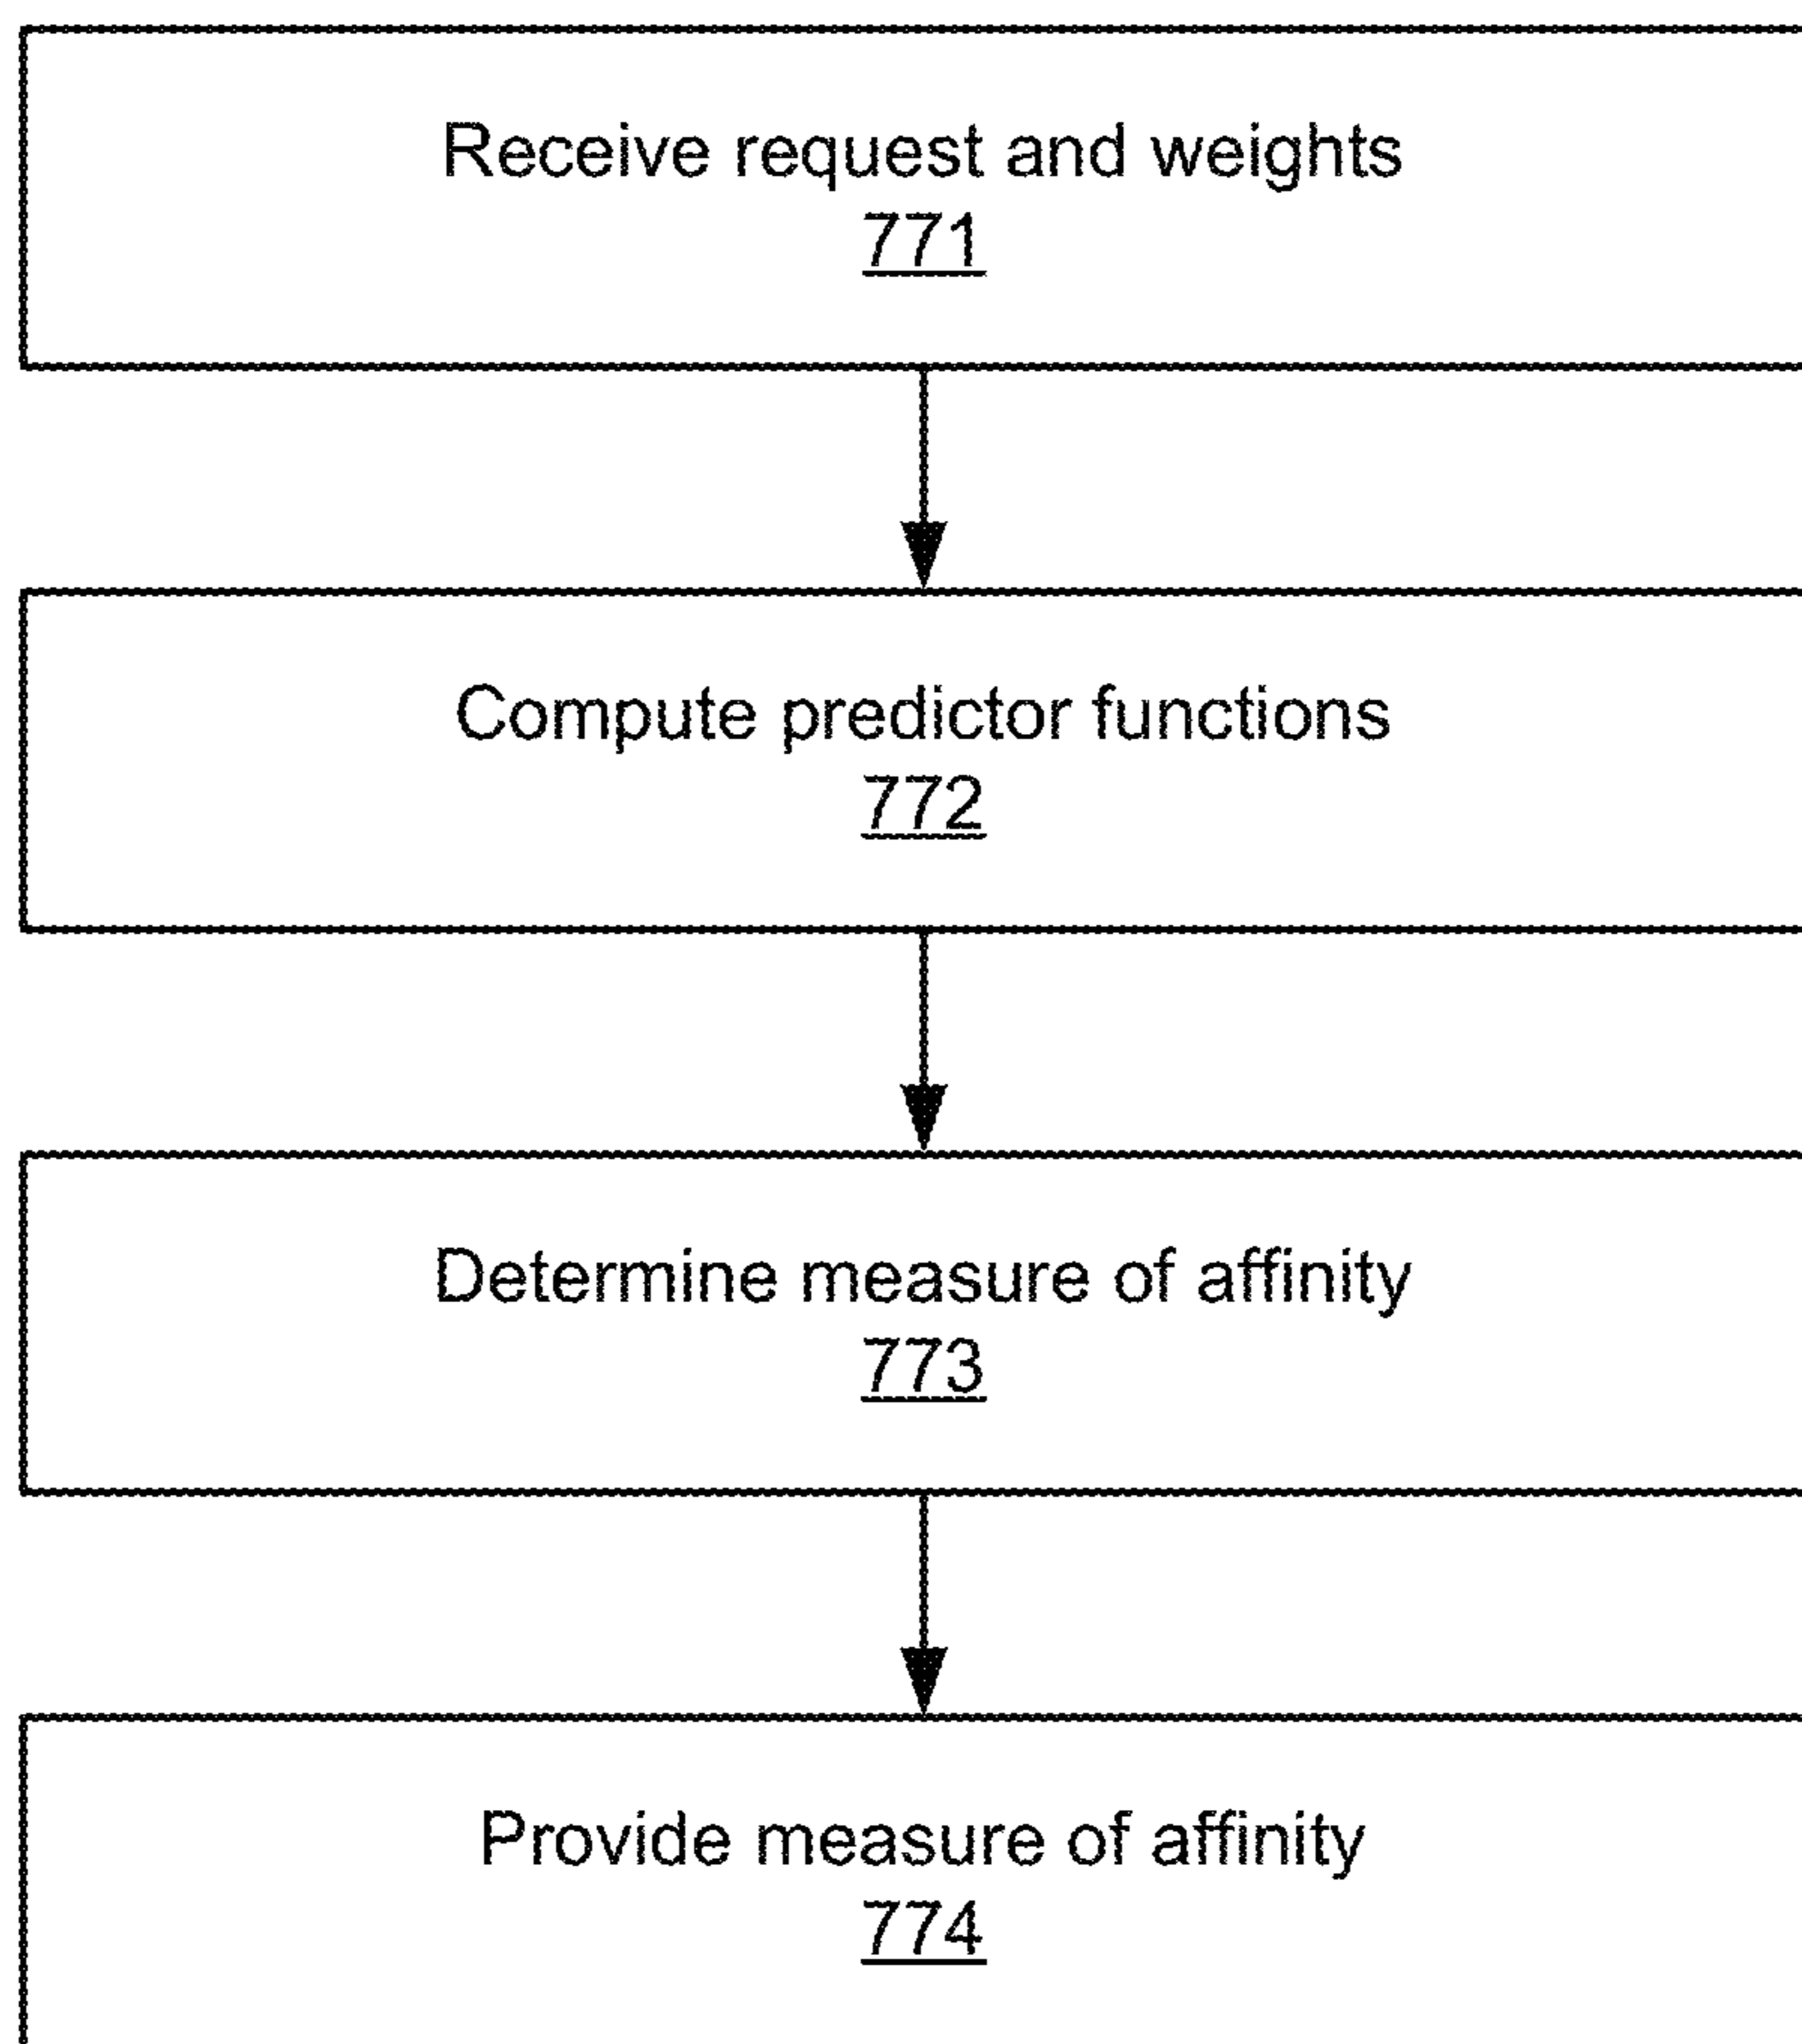 Receive request and weights
771
Compute predictor functions
772
Determine measure of affinity
773
Provide measure of affinity
774